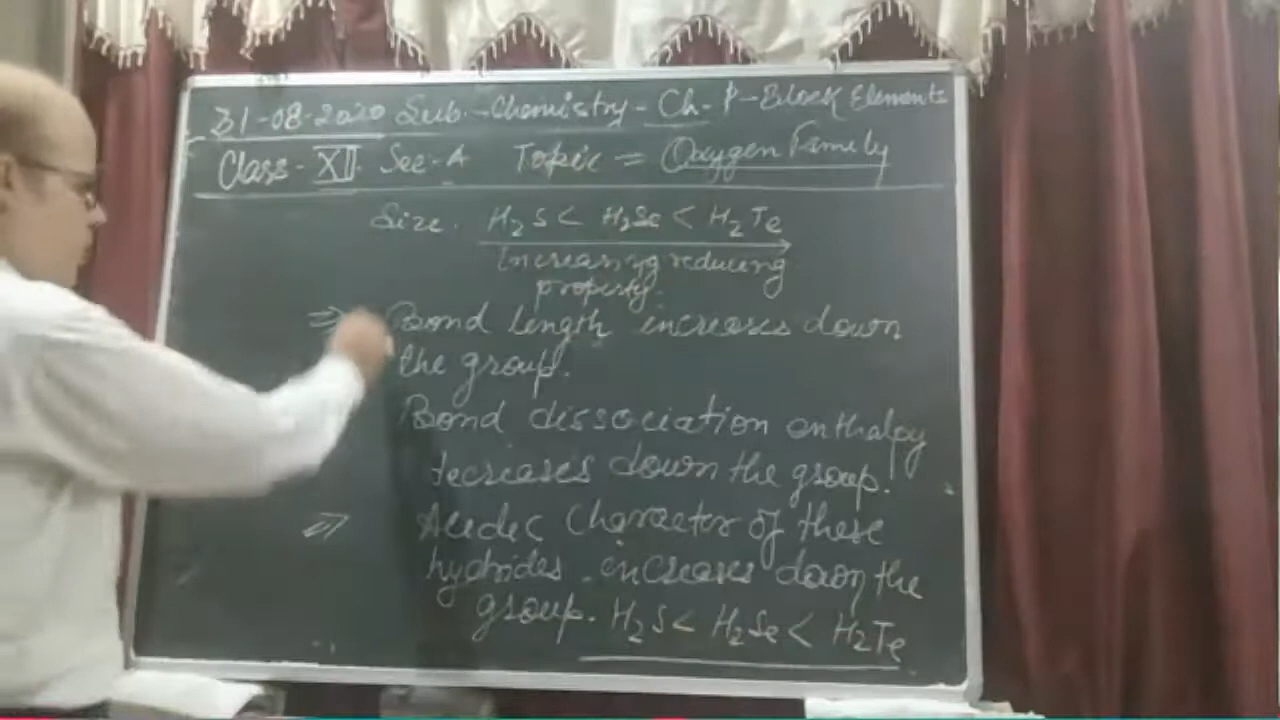 31-08-2020 Sub.-Chemistry-Ch-P-Block Elements
Class-XII Sec-A Topic = Oxygen Family
Size. H₂S < H₂Se < H₂Te
Increasing reducing
property.
⇒ Bond length increases down
the group.
Bond dissociation enthalpy
decreases down the group.
⇒ Acidic Character of these
hydrides increases down the
group. H₂S < H₂Se < H₂Te